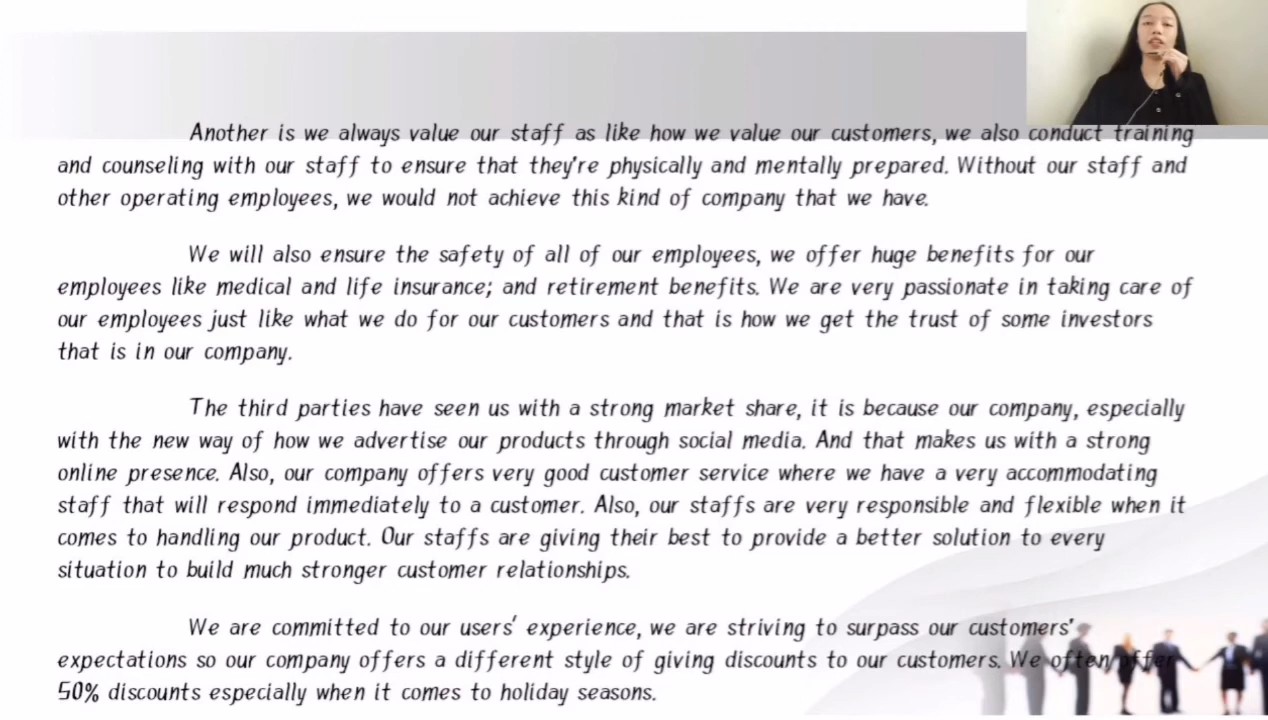 Another is we always value our staff as like how we value our customers, we also conduct training
and counseling with our staff to ensure that they're physically and mentally prepared. Without our staff and
other operating employees, we would not achieve this kind of company that we have.
We will also ensure the safety of all of our employees, we offer huge benefits for our
employees like medical and life insurance; and retirement benefits. We are very passionate in taking care of
our employees just like what we do for our customers and that is how we get the trust of some investors
that is in our company.
The third parties have seen us with a strong market share, it is because our company, especially
with the new way of how we advertise our products through social media. And that makes us with a strong
online presence. Also, our company offers very good customer service where we have a very accommodating
staff that will respond immediately to a customer. Also, our staffs are very responsible and flexible when it
comes to handling our product. Our staffs are giving their best to provide a better solution to every
situation to build much stronger customer relationships.
We are committed to our users' experience, we are striving to surpass our customers'
expectations so our company offers a different style of giving discounts to our customers. We often offer
50% discounts especially when it comes to holiday seasons.